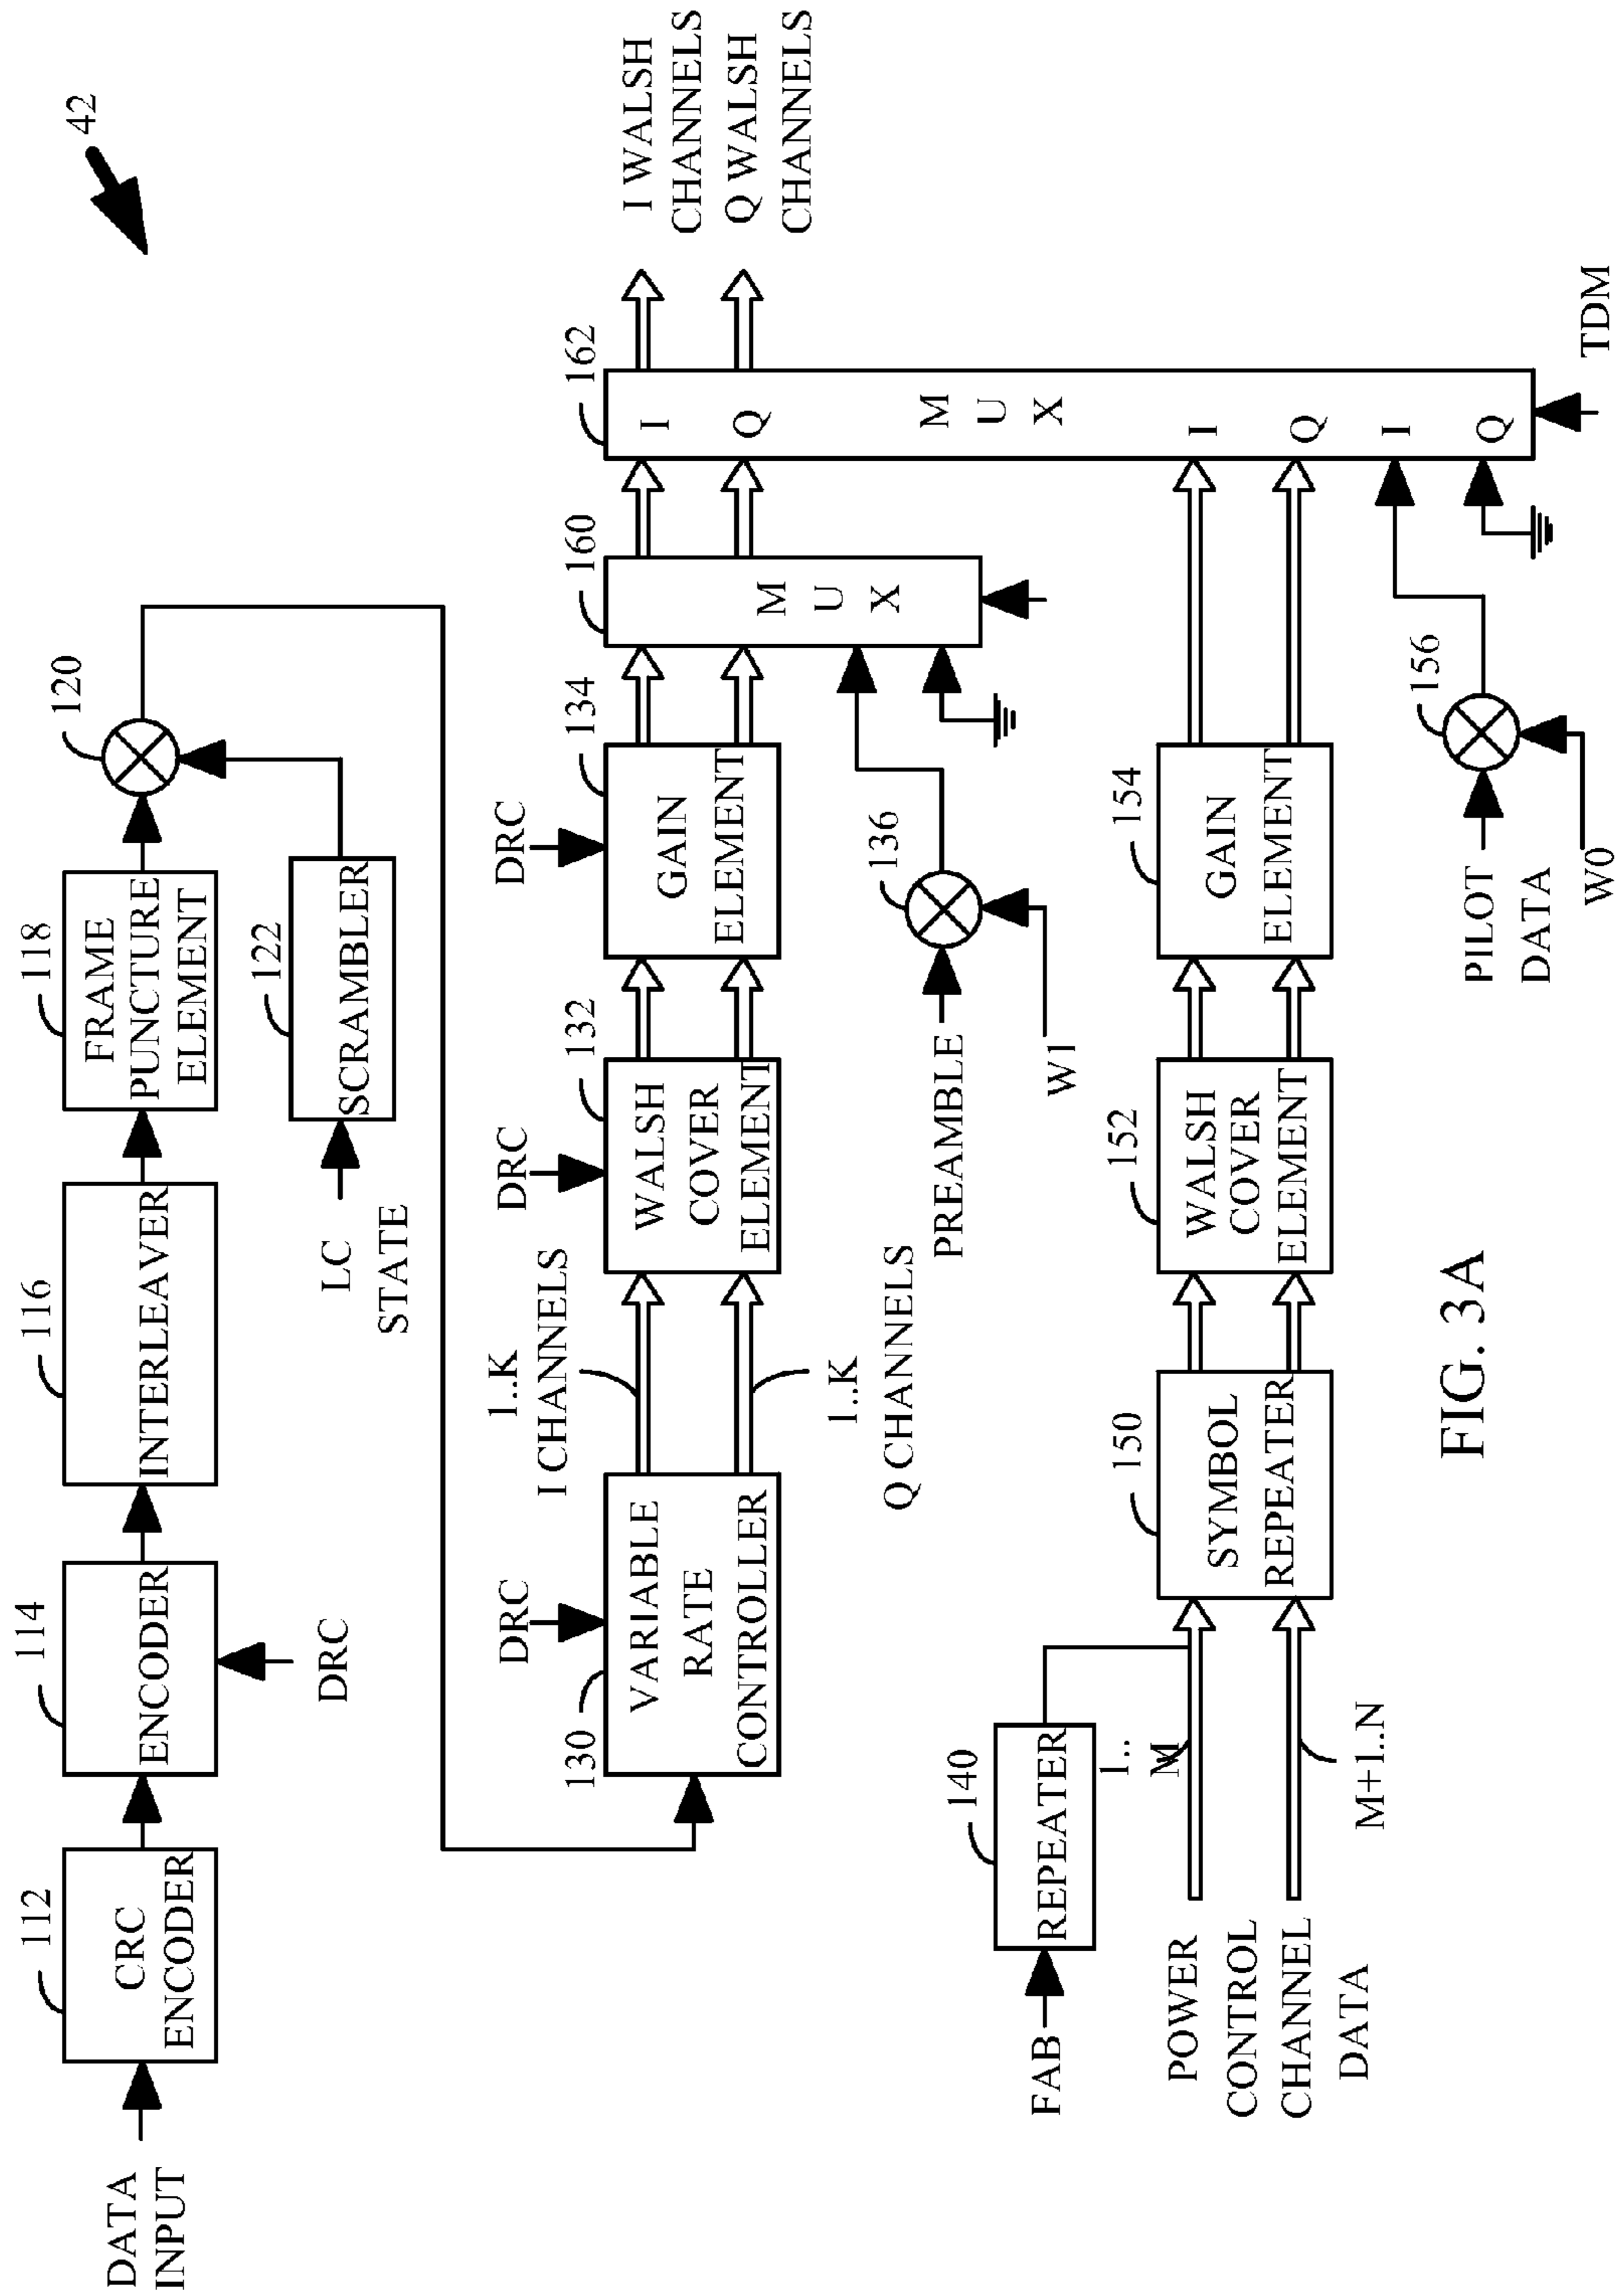 42
112
114
116
118
120
DATA
INPUT
CRC
ENCODER
ENCODER
INTERLEAVER
FRAME
PUNCTURE
ELEMENT
DRC
LC
STATE
122
SCRAMBLER
130
DRC
VARIABLE
RATE
CONTROLLER
1..K
I CHANNELS
1..K
Q CHANNELS
DRC
132
WALSH
COVER
ELEMENT
DRC
134
GAIN
ELEMENT
PREAMBLE
136
W1
160
M
U
X
162
I
Q
M
U
X
I
Q
I
Q
I WALSH
CHANNELS
Q WALSH
CHANNELS
TDM
FAB
140
REPEATER
1..
M
POWER
CONTROL
CHANNEL
DATA
M+1..N
150
SYMBOL
REPEATER
152
WALSH
COVER
ELEMENT
154
GAIN
ELEMENT
PILOT
DATA
156
W0
FIG. 3A